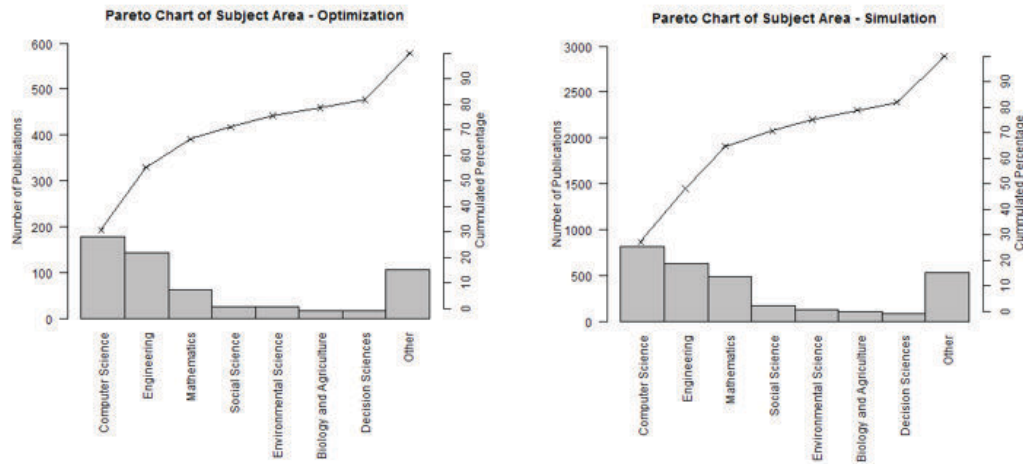 Pareto Chart of Subject Area - Optimization
600
500
400
300
200
100
0
Number of Publications
90
80
70
60
50
40
30
20
10
0
Cummulated Percentage
Computer Science
Engineering
Mathematics
Social Science
Environmental Science
Biology and Agriculture
Decision Sciences
Other
Pareto Chart of Subject Area - Simulation
3000
2500
2000
1500
1000
500
0
Number of Publications
90
80
70
60
50
40
30
20
10
0
Cummulated Percentage
Computer Science
Engineering
Mathematics
Social Science
Environmental Science
Biology and Agriculture
Decision Sciences
Other